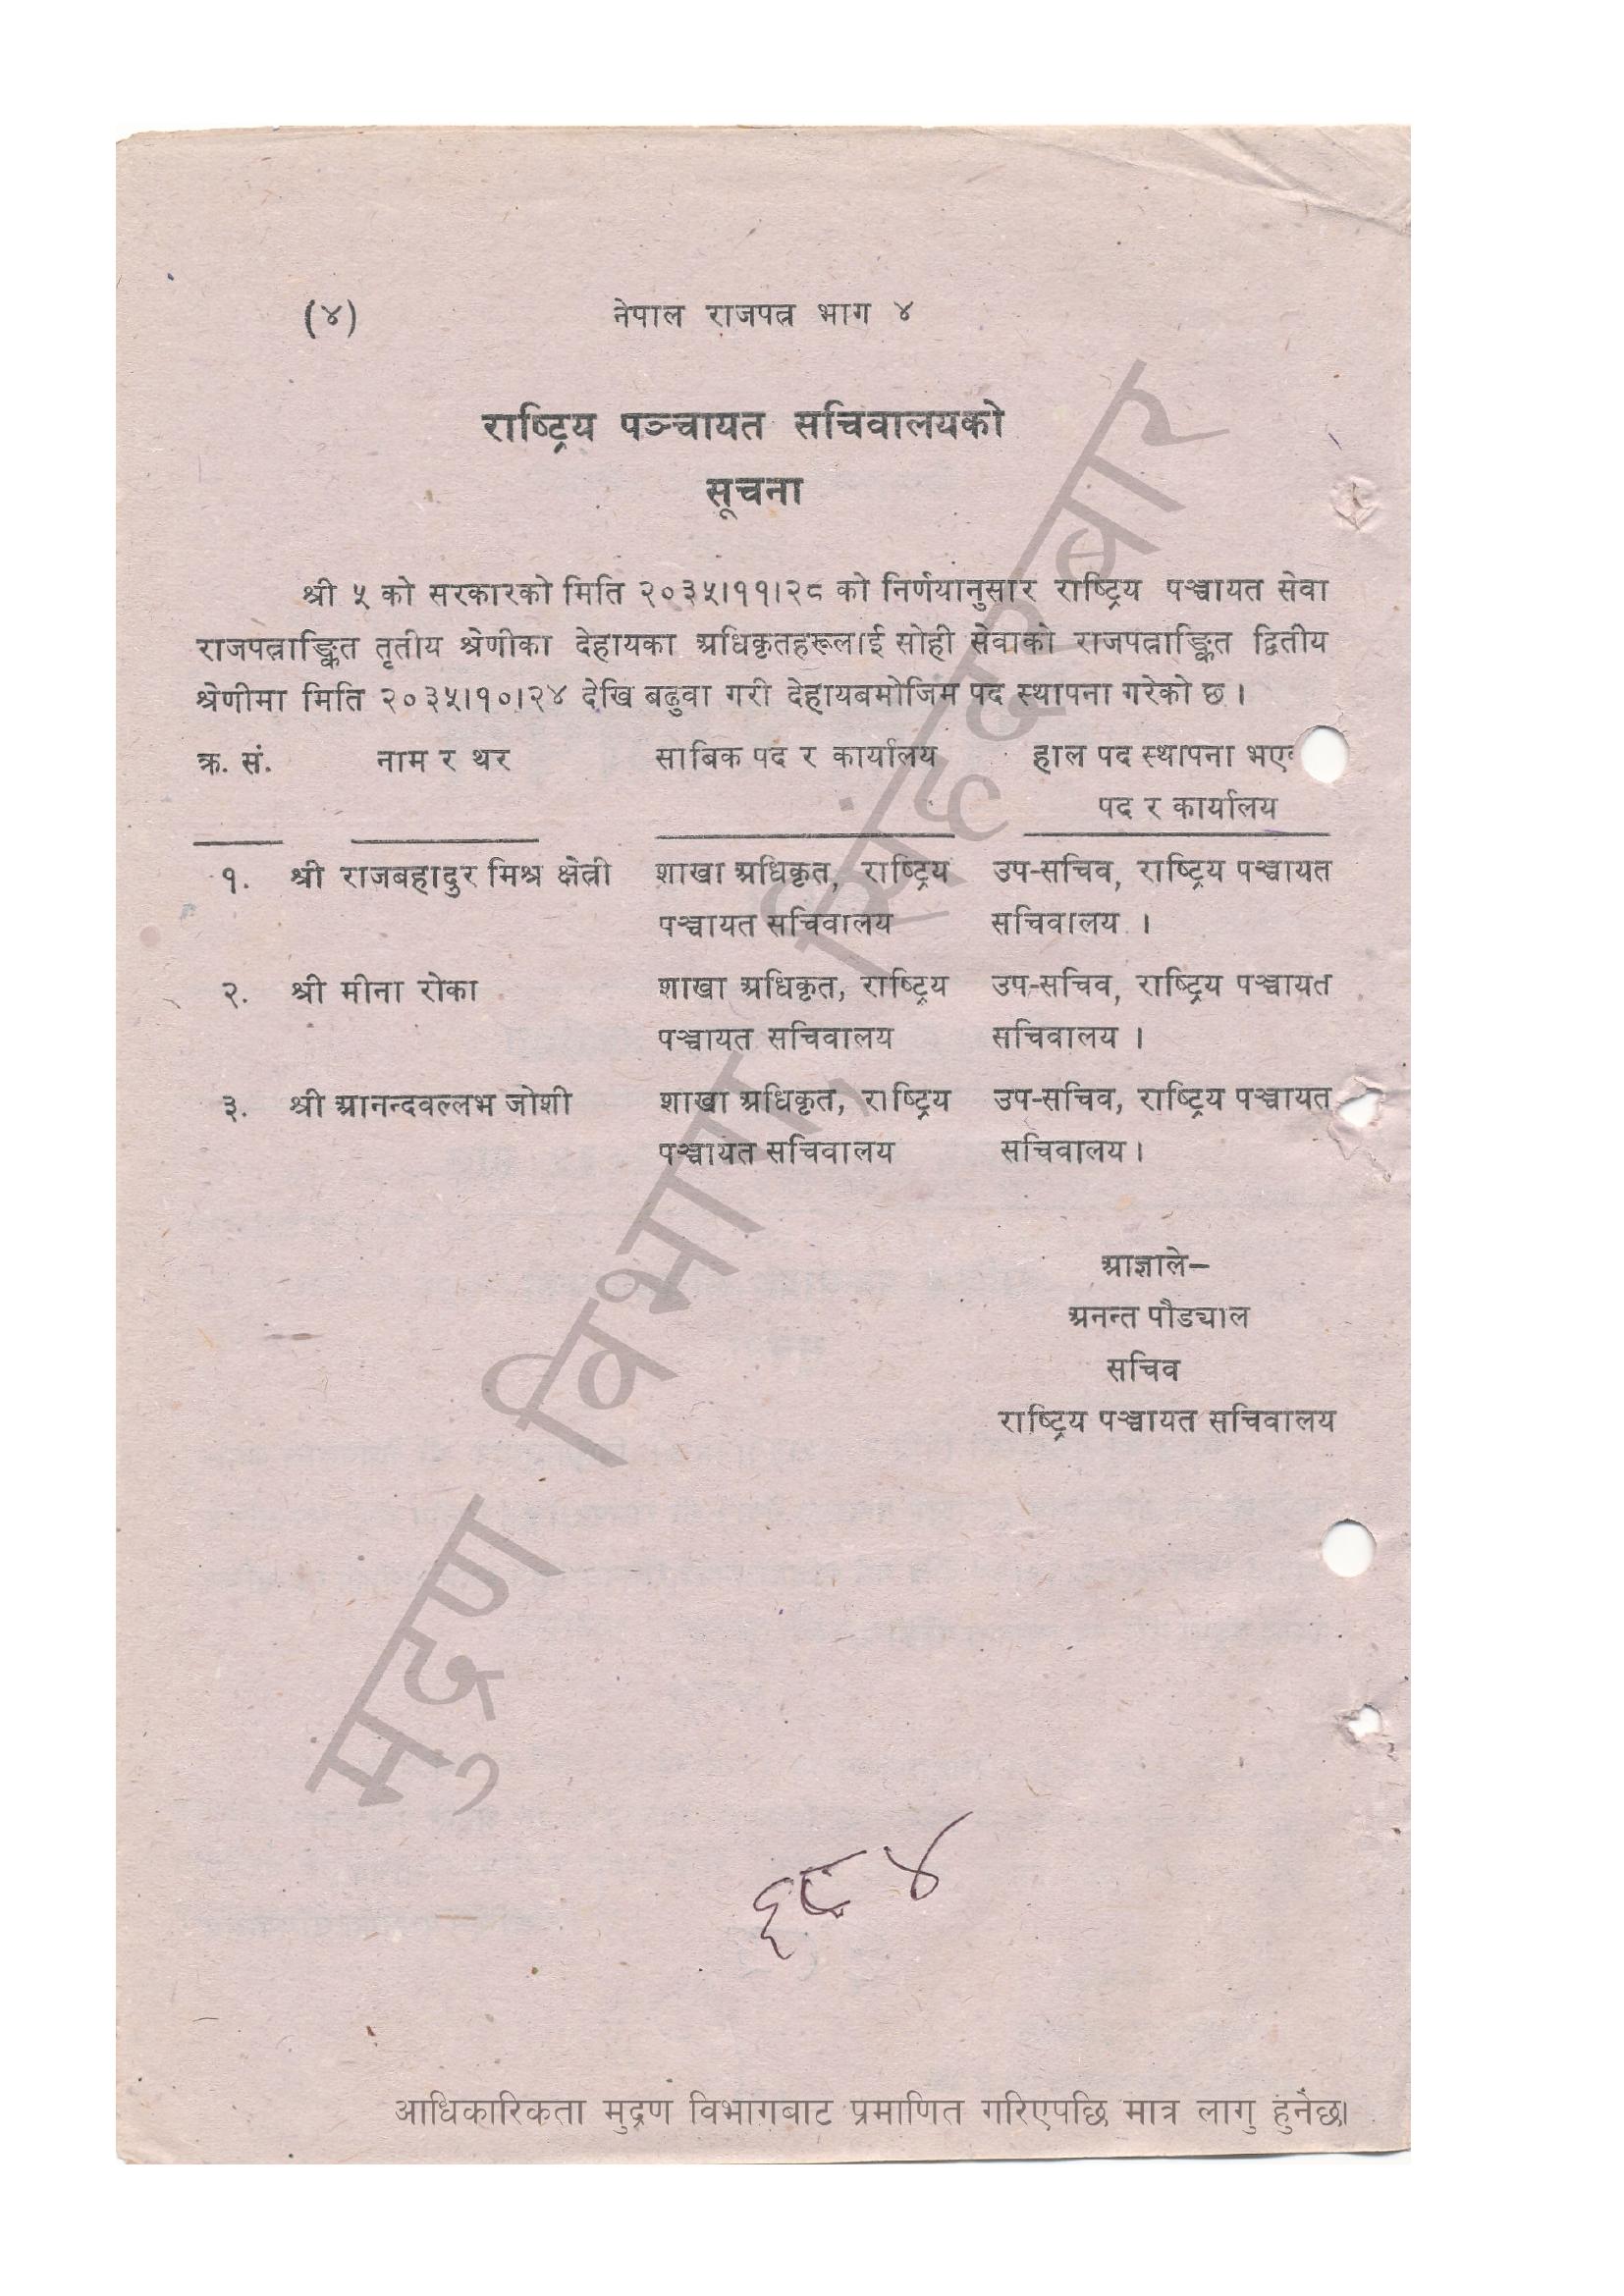 (४) नेपाल राजपत्र भाग ४
राष्ट्रिय पञ्चायत सचिवालयको
सूचना
श्री ५ को सरकारको मिति २०३५।११।२८ को निर्णयानुसार राष्ट्रिय पञ्चायत सेवा
राजपत्राङ्कित तृतीय श्रेणीका देहायका अधिकृतहरूलाई सोही सेवाको राजपत्राङ्कित द्वितीय
श्रेणीमा मिति २०३५।१०।२४ देखि बढुवा गरी देहायबमोजिम पद स्थापना गरेको छ ।
क्र. सं. नाम र थर साबिक पद र कार्यालय हाल पद स्थापना
पद र कार्यालय
१. श्री राजबहादुर मिश्र क्षेत्री शाखा अधिकृत, राष्ट्रिय उप-सचिव, राष्ट्रिय पञ्चायत
पञ्चायत सचिवालय सचिवालय ।
२. श्री मीना रोका शाखा अधिकृत, राष्ट्रिय उप-सचिव, राष्ट्रिय पञ्चायत
पञ्चायत सचिवालय सचिवालय ।
३. श्री आनन्दवल्लभ जोशी शाखा अधिकृत, राष्ट्रिय उप-सचिव, राष्ट्रिय पञ्चायत
पञ्चायत सचिवालय सचिवालय ।
आज्ञाले–
अनन्त पौड्याल
सचिव
राष्ट्रिय पञ्चायत सचिवालय
मुद्रण विभाग, सिंहदरबार
आधिकारिकता मुद्रण विभागबाट प्रमाणित गरिएपछि मात्र लागु हुनेछ।